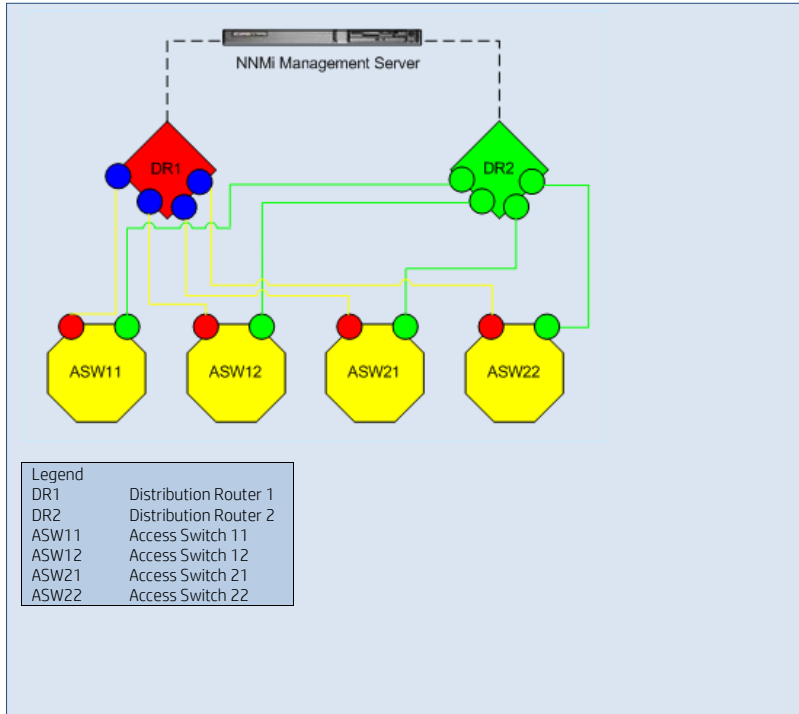 NNMi Management Server
DR1
DR2
ASW11
ASW12
ASW21
ASW22
Legend
DR1 Distribution Router 1
DR2 Distribution Router 2
ASW11 Access Switch 11
ASW12 Access Switch 12
ASW21 Access Switch 21
ASW22 Access Switch 22